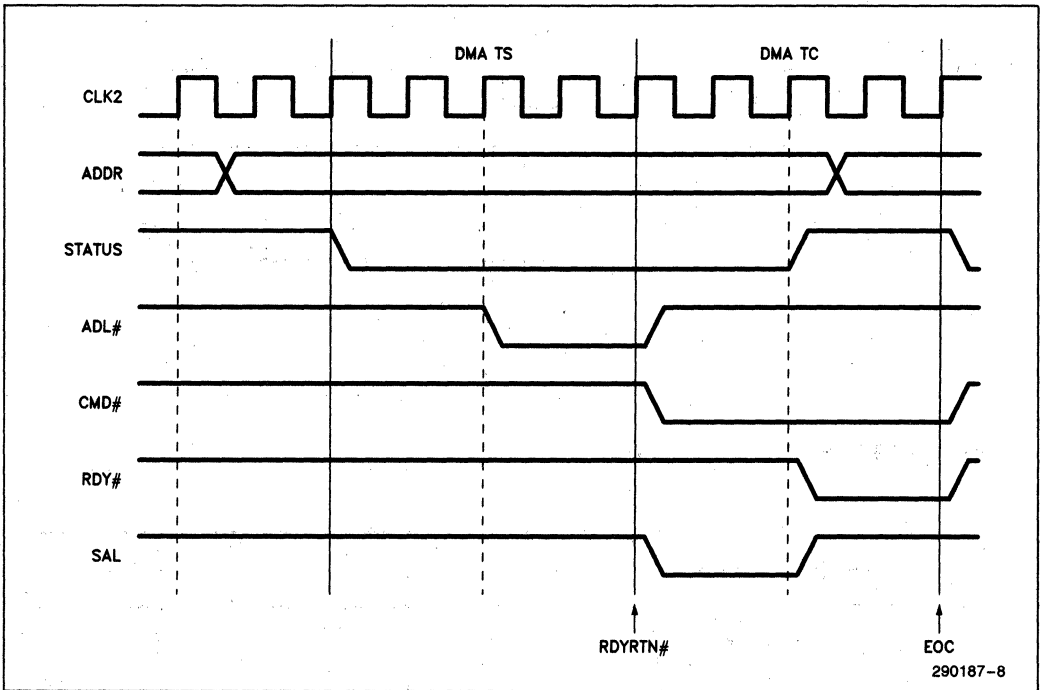 DMA TS
DMA TC
CLK2
ADDR
STATUS
ADL#
CMD#
RDY#
SAL
RDYRTN#
EOC
290187-8